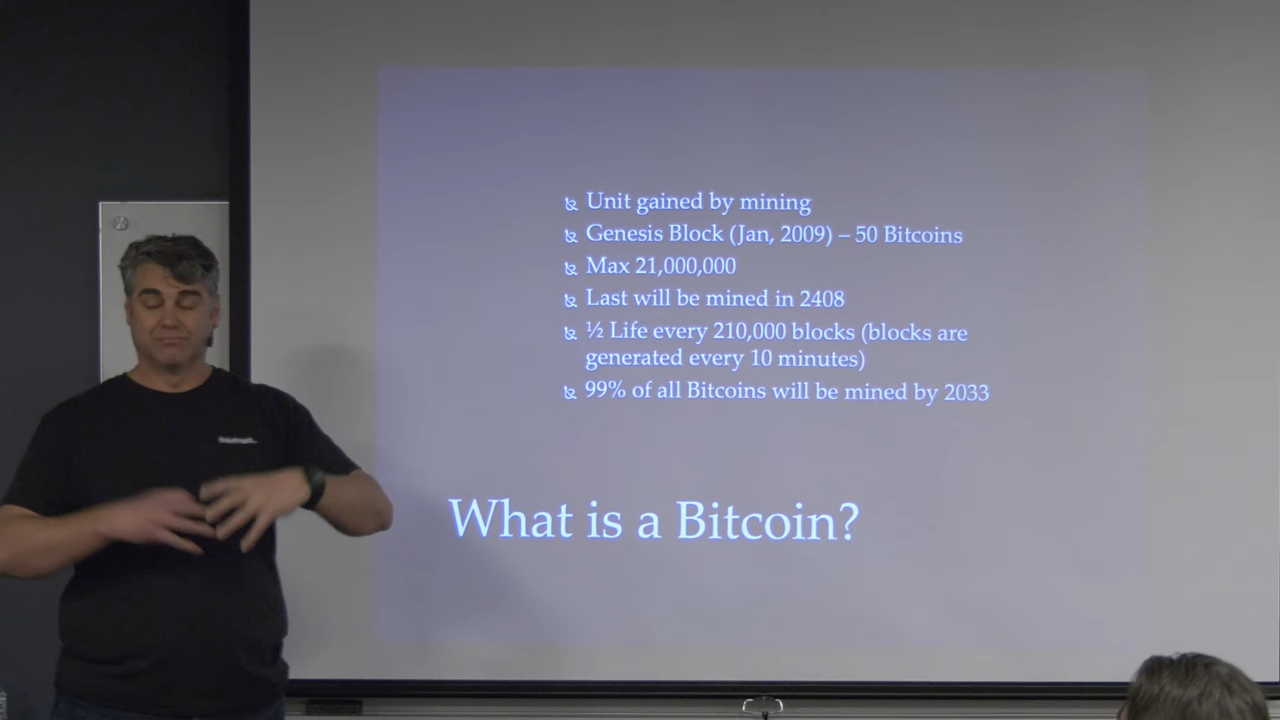 Unit gained by mining
Genesis Block (Jan, 2009) – 50 Bitcoins
Max 21,000,000
Last will be mined in 2408
½ Life every 210,000 blocks (blocks are
generated every 10 minutes)
99% of all Bitcoins will be mined by 2033
What is a Bitcoin?